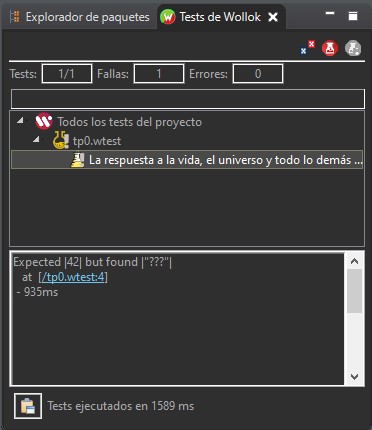 Explorador de paquetes W Tests de Wollok
Tests: 1/1 Fallas: 1 Errores: 0
Todos los tests del proyecto
tp0.wtest
La respuesta a la vida, el universo y todo lo demás ...
Expected |42| but found |"???"|
at [/tp0.wtest:4]
- 935ms
Tests ejecutados en 1589 ms